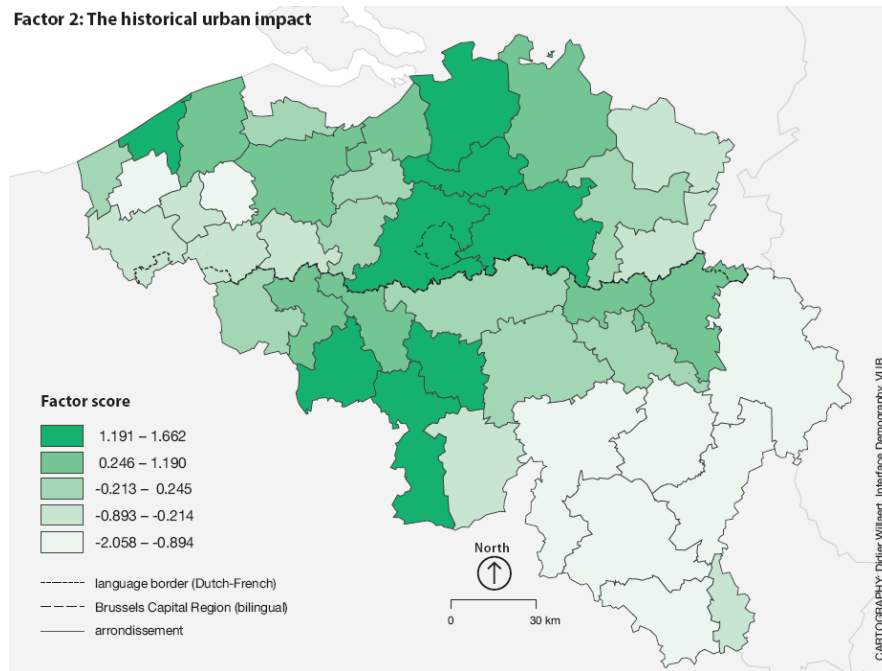 Factor 2: The historical urban impact
Factor score
1.191 – 1.662
0.246 – 1.190
-0.213 – 0.245
-0.893 – -0.214
-2.058 – -0.894
language border (Dutch-French)
Brussels Capital Region (bilingual)
arrondissement
North
0 30 km
CARTOGRAPHY: Didier Willaert, Interface Demography, VUB